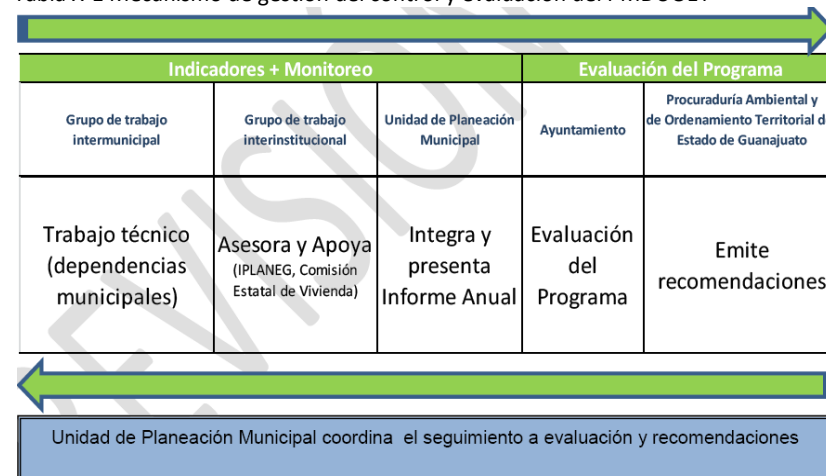 Indicadores + Monitoreo
Evaluación del Programa
Grupo de trabajo
intermunicipal
Grupo de trabajo
interinstitucional
Unidad de Planeación
Municipal
Ayuntamiento
Procuraduría Ambiental y
de Ordenamiento Territorial d
Estado de Guanajuato
Trabajo técnico
(dependencias
municipales)
Asesora y Apoya
(IPLANEG, Comisión
Estatal de Vivienda)
Integra y
presenta
Informe Anual
Evaluación
del
Programa
Emite
recomendaciones
Unidad de Planeación Municipal coordina el seguimiento a evaluación y recomendaciones